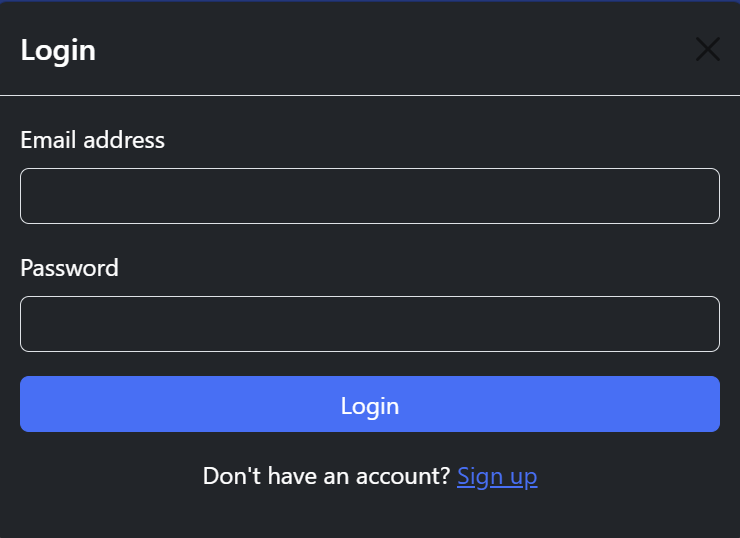 Login
Email address
Password
Login
Don't have an account? Sign up